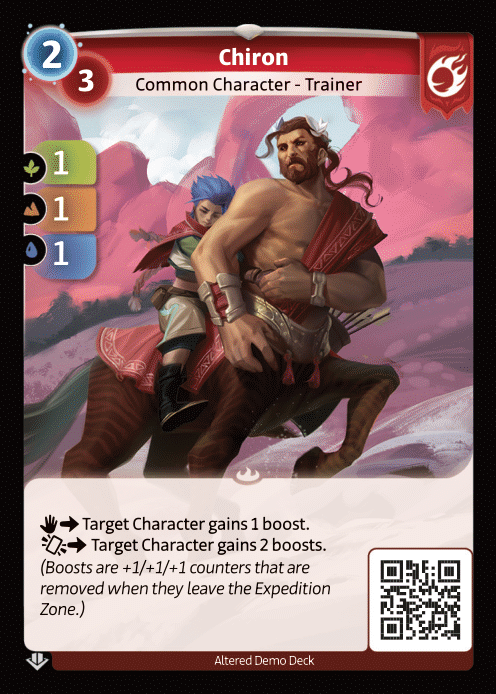 2
3
Chiron
Common Character - Trainer
1
1
1
Target Character gains 1 boost.
Target Character gains 2 boosts.
(Boosts are +1/+1/+1 counters that are
removed when they leave the Expedition
Zone.)
Altered Demo Deck